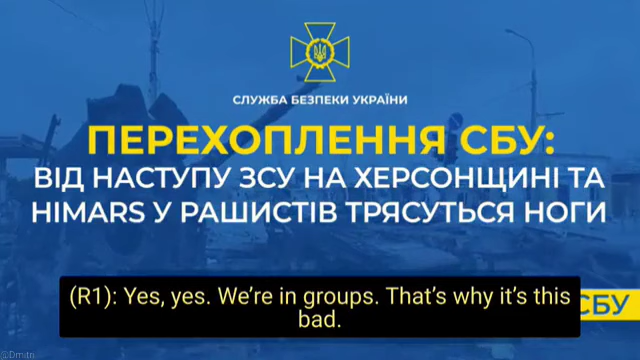 СЛУЖБА БЕЗПЕКИ УКРАЇНИ
ПЕРЕХОПЛЕННЯ СБУ:
ВІД НАСТУПУ ЗСУ НА ХЕРСОНЩИНІ ТА
HIMARS У РАШИСТІВ ТРЯСУТЬСЯ НОГИ
(R1): Yes, yes. We’re in groups. That’s why it’s this
bad.
СБУ
@Dmitri